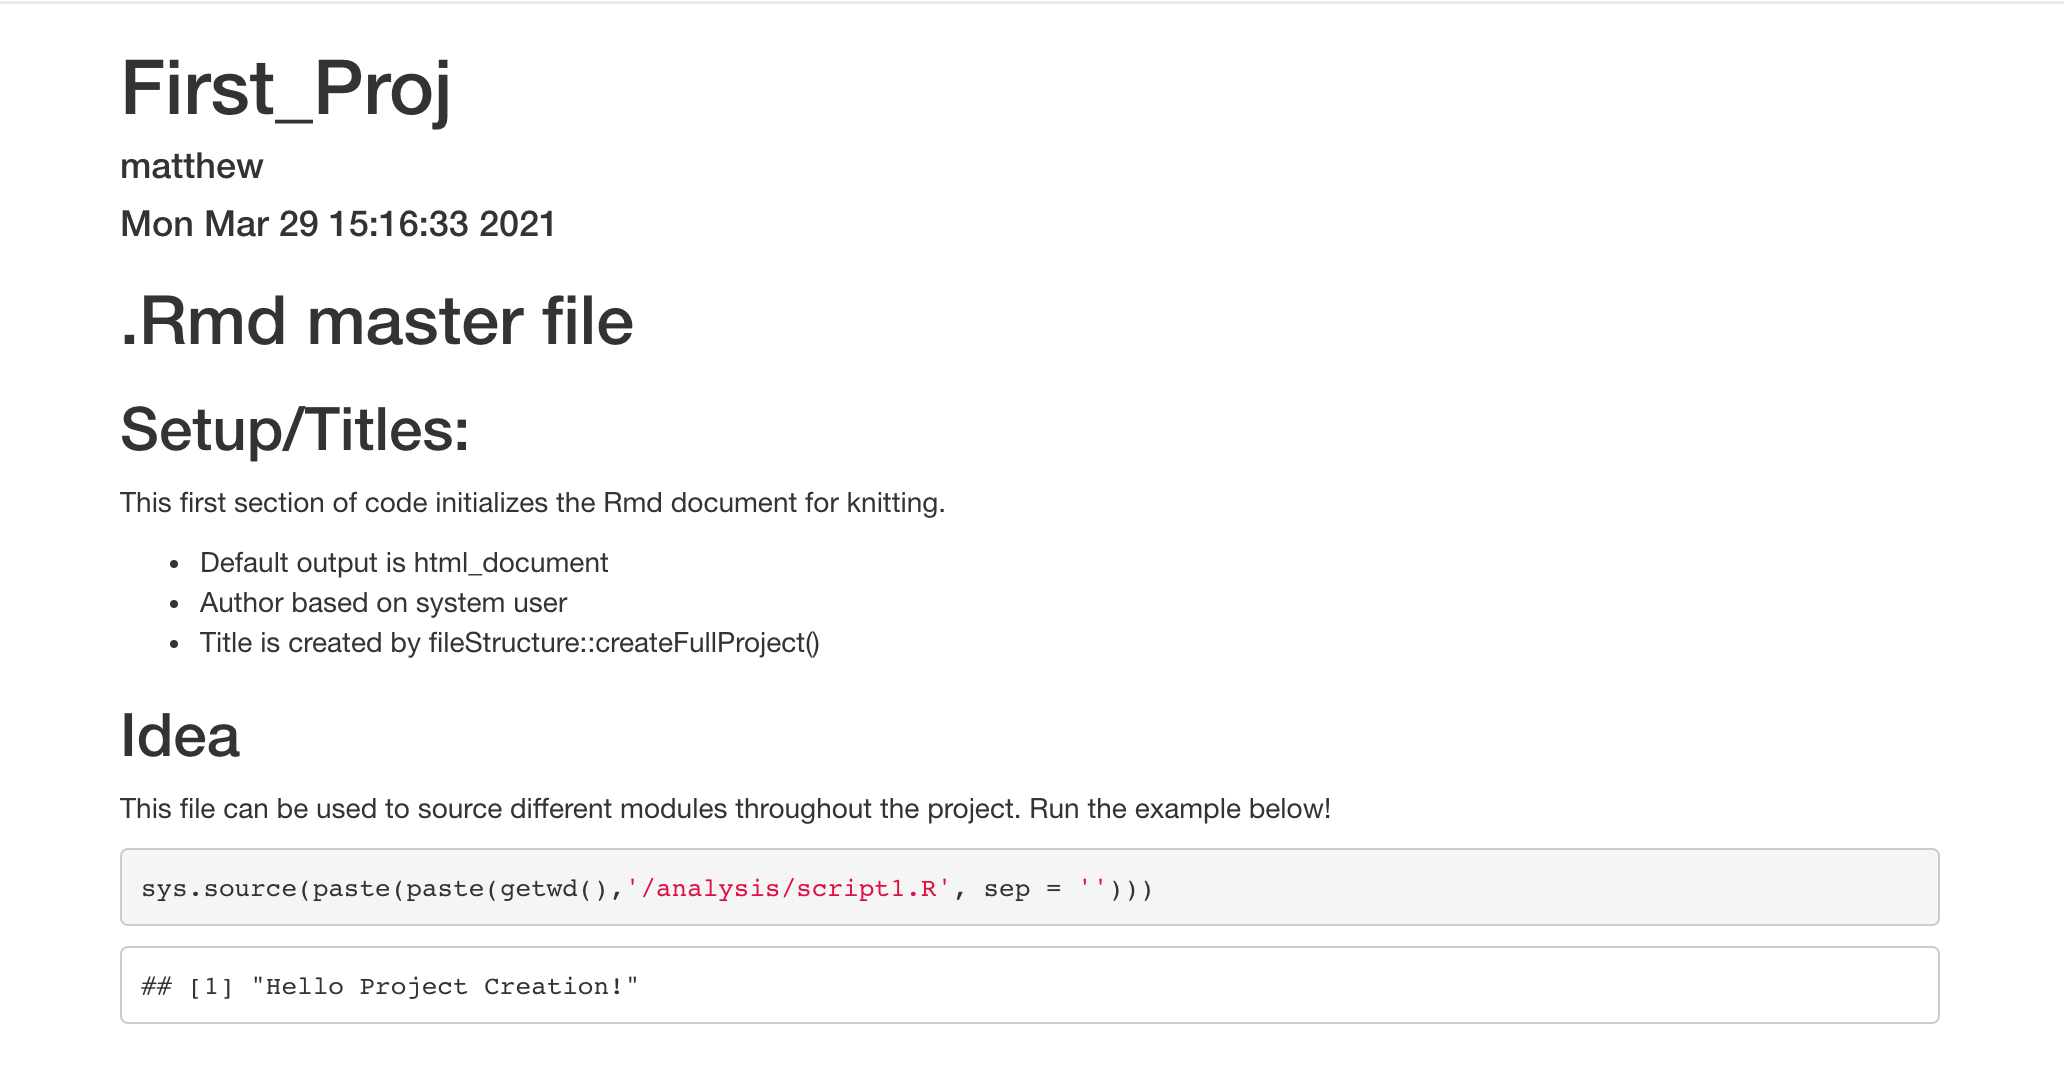 First_Proj
matthew
Mon Mar 29 15:16:33 2021
.Rmd master file
Setup/Titles:
This first section of code initializes the Rmd document for knitting.
• Default output is html_document
• Author based on system user
• Title is created by fileStructure::createFullProject()
Idea
This file can be used to source different modules throughout the project. Run the example below!
sys.source(paste(paste(getwd(),'/analysis/script1.R', sep = '')))
## [1] "Hello Project Creation!"